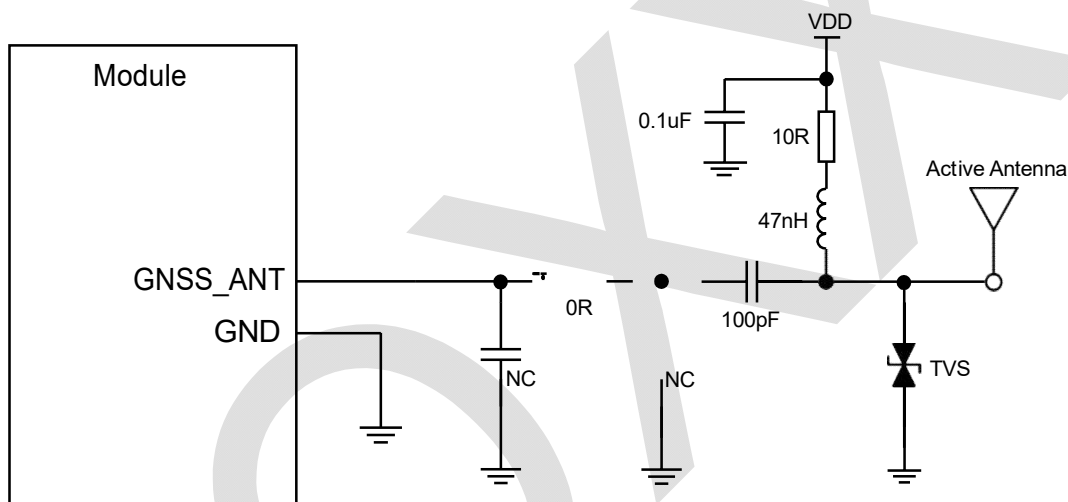 VDD
Module
0.1uF
10R
Active Antenna
47nH
GNSS_ANT
0R
100pF
GND
NC
NC
TVS